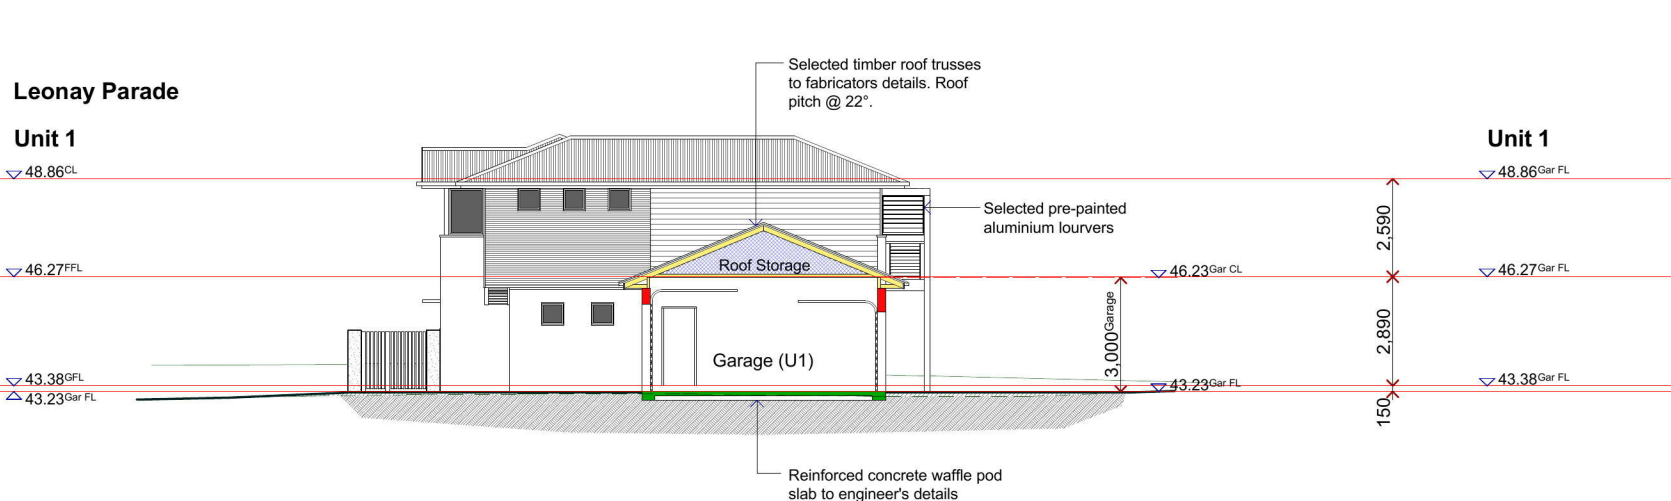 Selected timber roof trusses
to fabricators details. Roof
pitch @ 22°.
Leonay Parade
Unit 1
Unit 1
48.86CL
48.86Gar FL
2,590
Selected pre-painted
aluminium lourvers
Roof Storage
46.27FFL
46.23Gar CL
46.27Gar FL
3,000Garage
2,890
Garage (U1)
43.38GFL
43.23Gar FL
43.38Gar FL
43.23Gar FL
150
Reinforced concrete waffle pod
slab to engineer's details